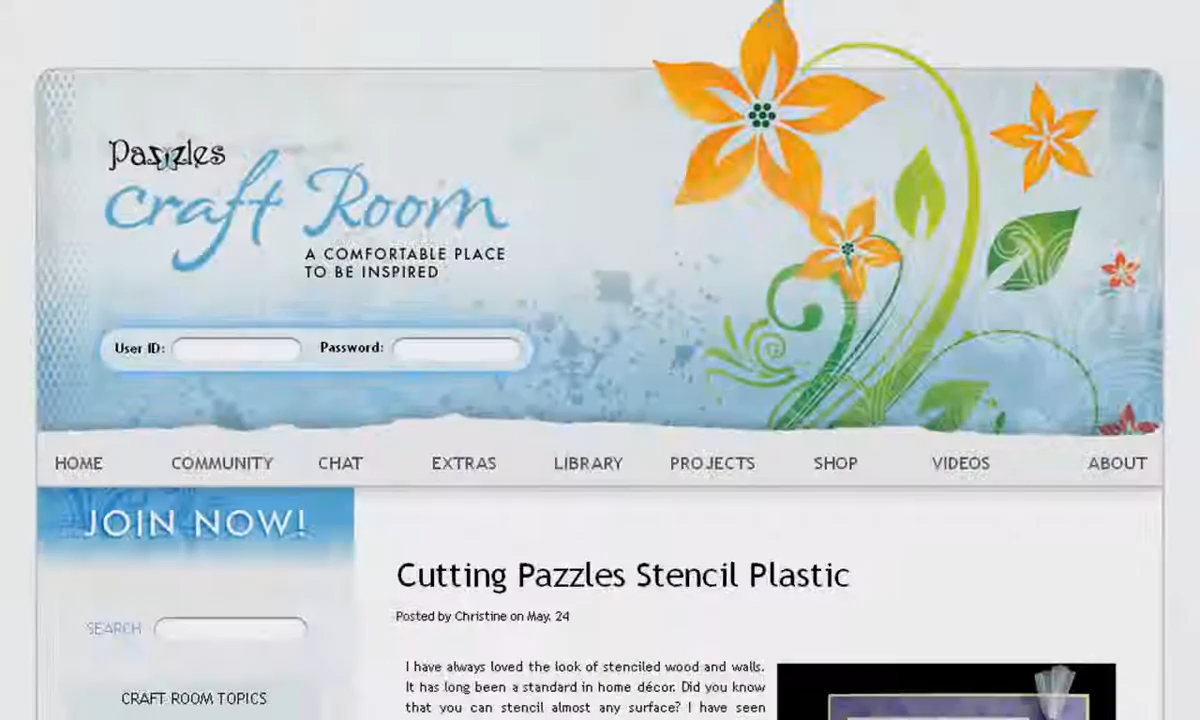 Pazzles
craft Room
A COMFORTABLE PLACE
TO BE INSPIRED
User ID: Password:
HOME COMMUNITY CHAT EXTRAS LIBRARY PROJECTS SHOP VIDEOS ABOUT
JOIN NOW!
SEARCH
CRAFT ROOM TOPICS
Cutting Pazzles Stencil Plastic
Posted by Christine on May. 24
I have always loved the look of stenciled wood and walls.
It has long been a standard in home décor. Did you know
that you can stencil almost any surface? I have seen